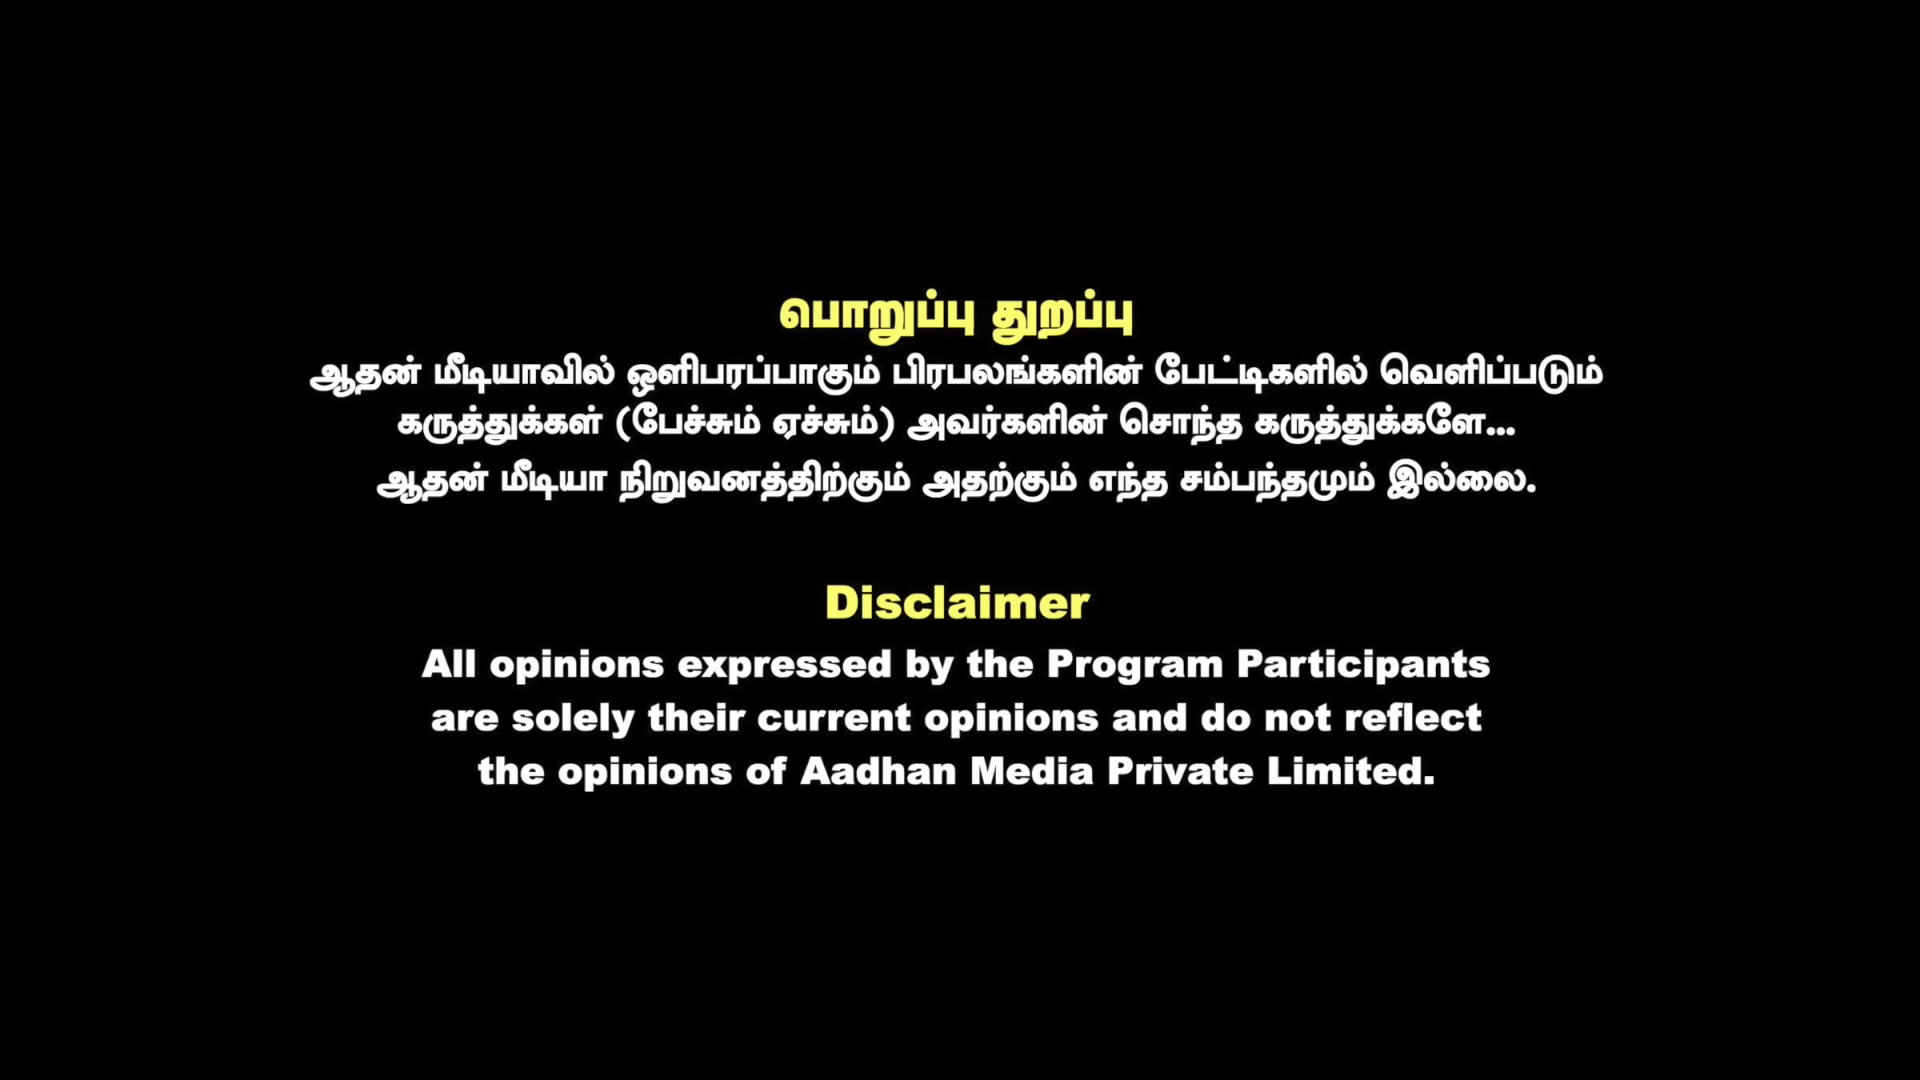 பொறுப்பு துறப்பு
ஆதன் மீடியாவில் ஒளிபரப்பாகும் பிரபலங்களின் பேட்டிகளில் வெளிப்படும்
கருத்துக்கள் (பேச்சும் ஏச்சும்) அவர்களின் சொந்த கருத்துக்களே...
ஆதன் மீடியா நிறுவனத்திற்கும் அதற்கும் எந்த சம்பந்தமும் இல்லை.
Disclaimer
All opinions expressed by the Program Participants
are solely their current opinions and do not reflect
the opinions of Aadhan Media Private Limited.